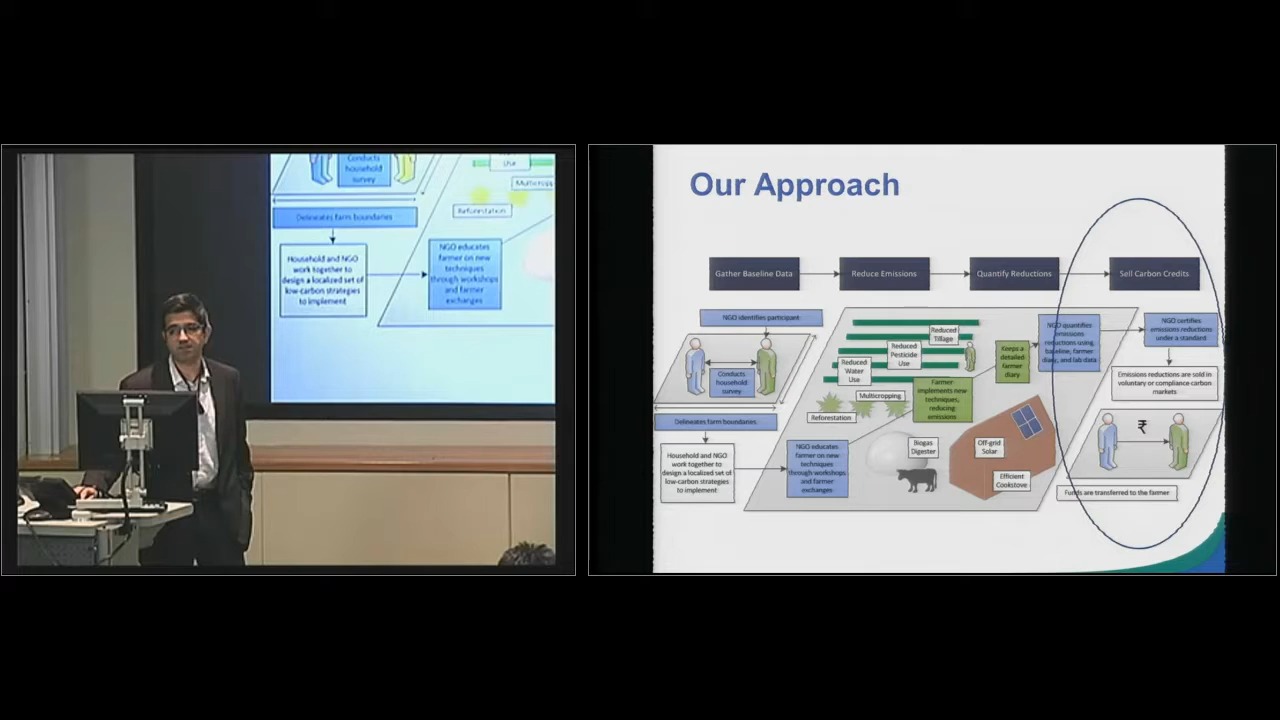 Conducts
household
survey
Use
Multicropp
Reforestation
Delineates farm boundaries
Household and NGO
work together to
design a localized set of
low-carbon strategies
to implement
NGO educates
farmer on new
techniques
through workshops
and farmer
exchanges
Our Approach
Gather Baseline Data
Reduce Emissions
Quantify Reductions
Sell Carbon Credits
NGO identifies participant
Conducts
household
survey
Delineates farm boundaries
Household and NGO
work together to
design a localized set of
low-carbon strategies
to implement
NGO educates
farmer on new
techniques
through workshops
and farmer
exchanges
Reduced
Tillage
Reduced
Pesticide
Use
Reduced
Water
Use
Multicropping
Reforestation
Farmer
implements new
techniques,
reducing
emissions
Keeps a
detailed
farmer
diary
Biogas
Digester
Off-grid
Solar
Efficient
Cookstove
NGO quantifies
emissions
reductions using
baseline, farmer
diary, and lab data
NGO certifies
emissions reductions
under a standard
Emissions reductions are sold in
voluntary or compliance carbon
markets
₹
Funds are transferred to the farmer